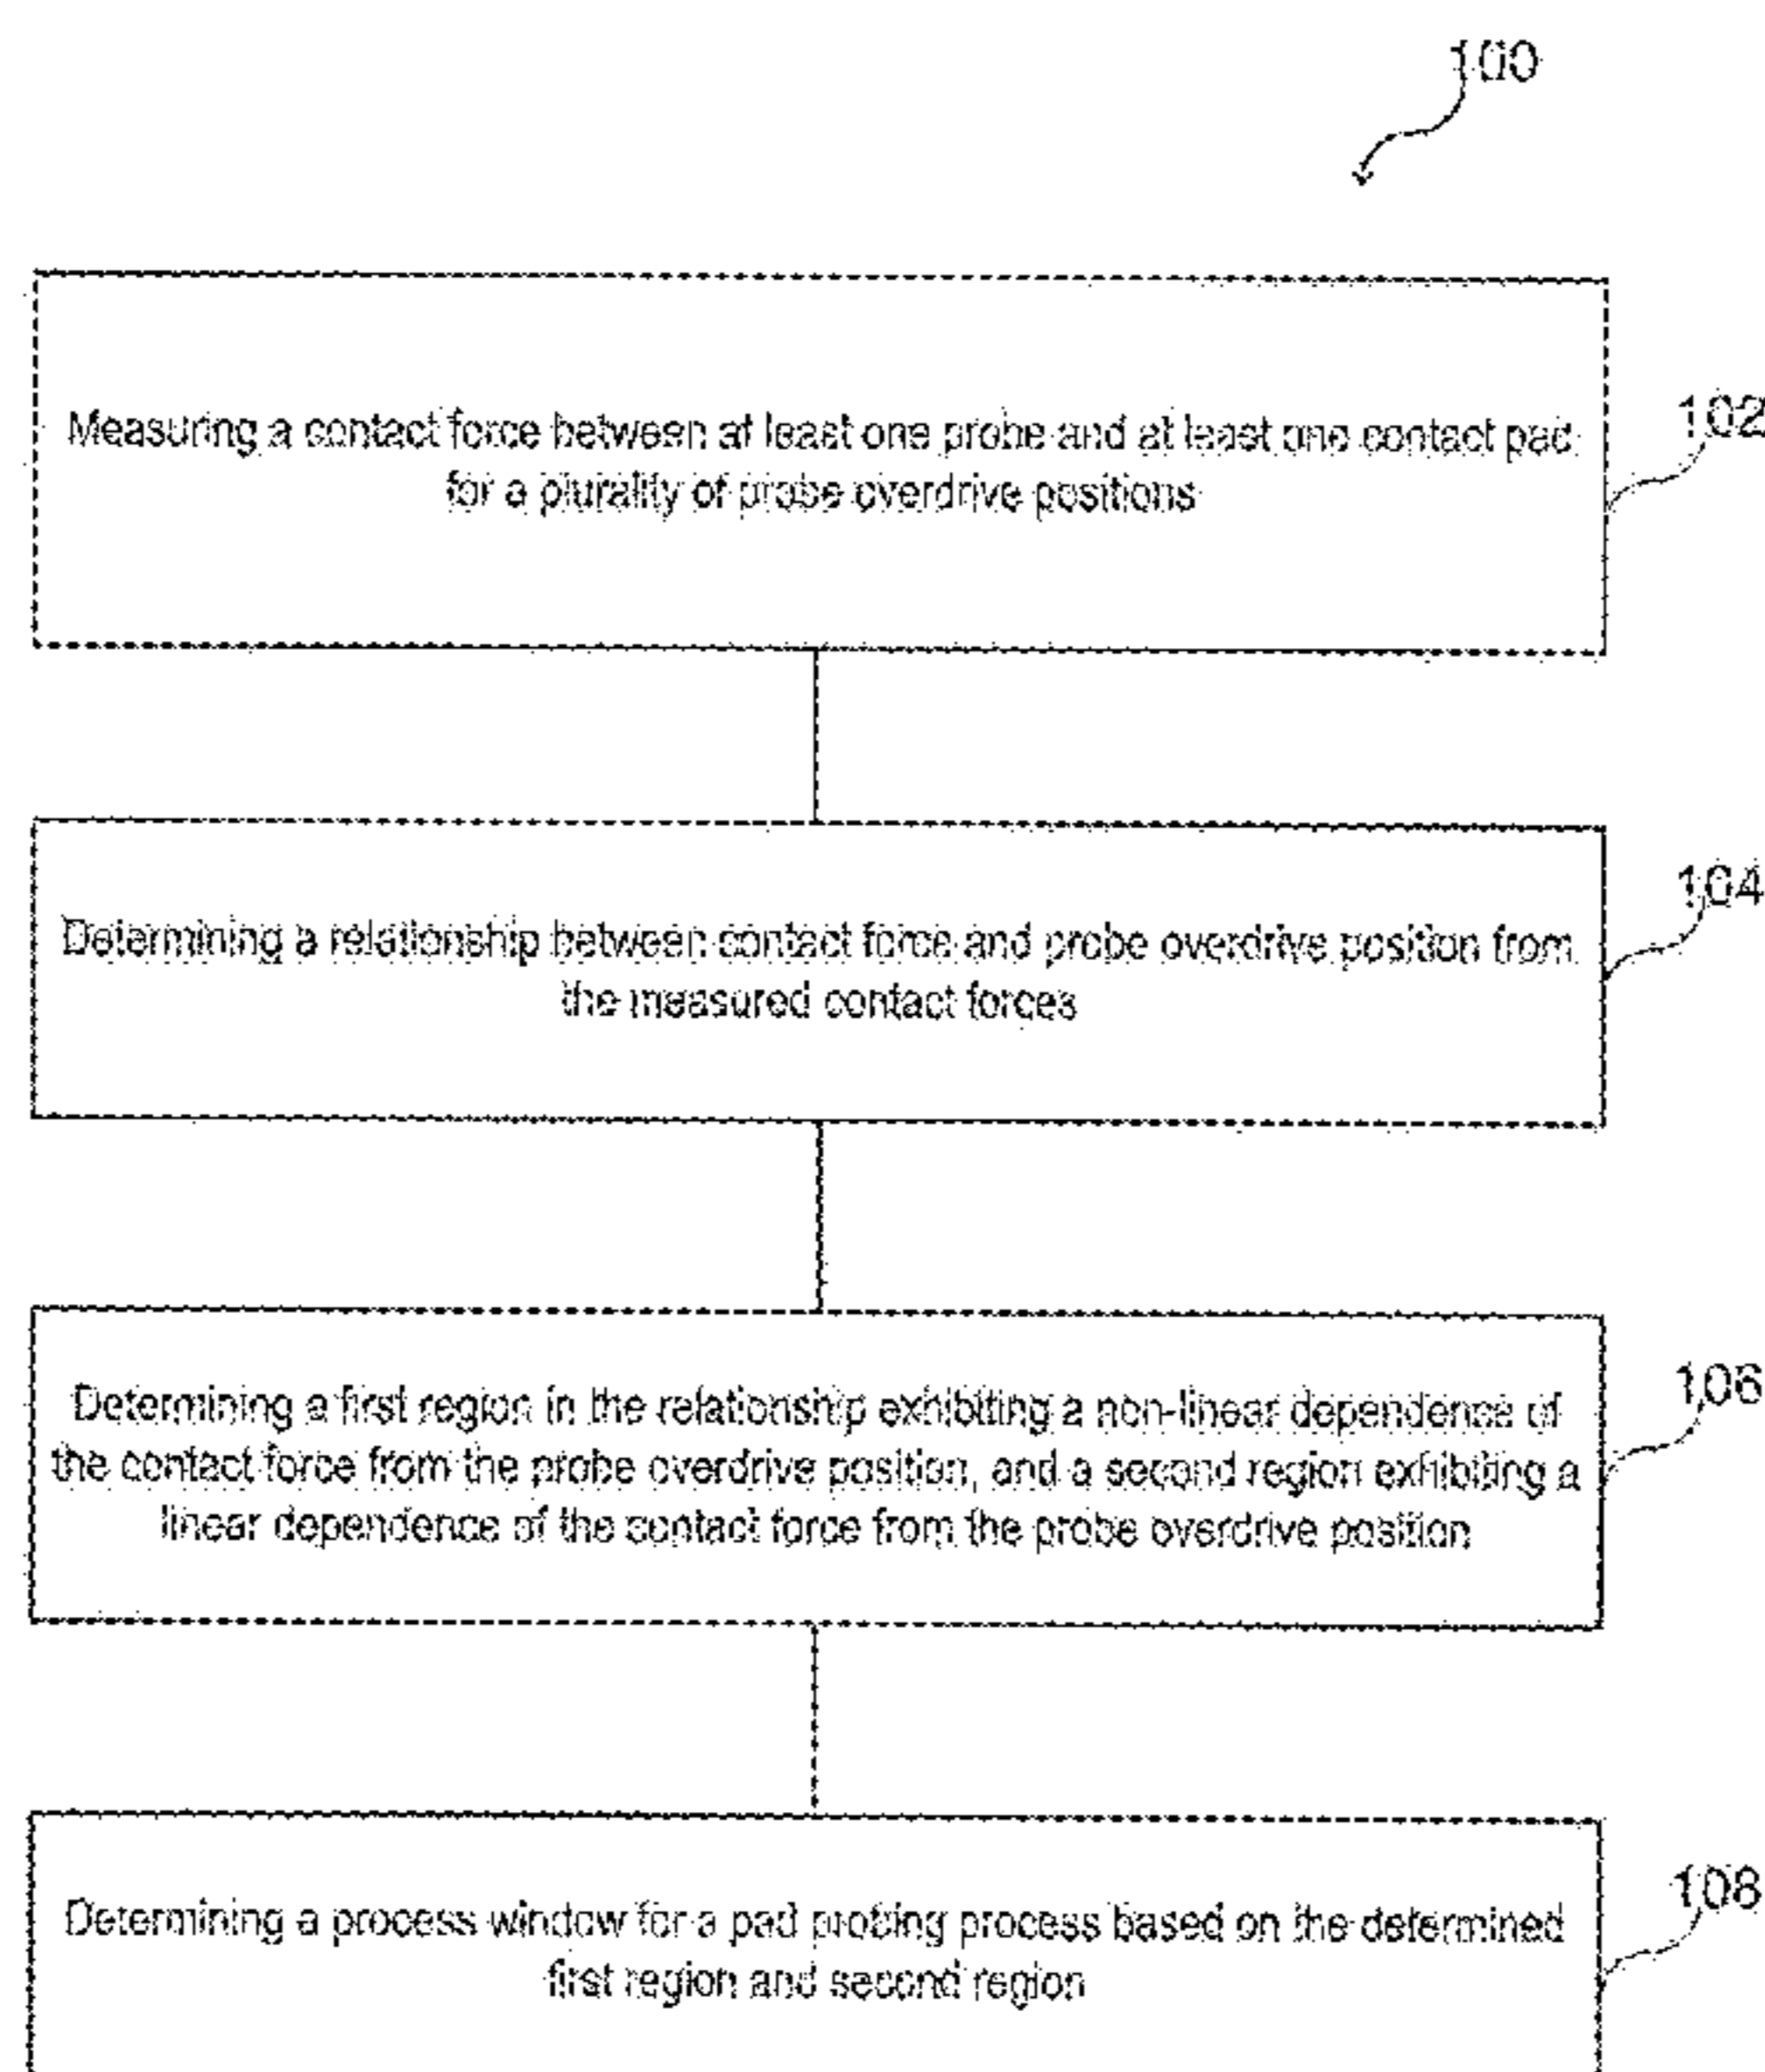 100
Measuring a contact force between at least one probe and at least one contact pad
for a plurality of probe overdrive positions
102
Determining a relationship between contact force and probe overdrive position from
the measured contact forces
104
Determining a first region in the relationship exhibiting a non-linear dependence of
the contact force from the probe overdrive position, and a second region exhibiting a
linear dependence of the contact force from the probe overdrive position
106
Determining a process window for a pad probing process based on the determined
first region and second region
108